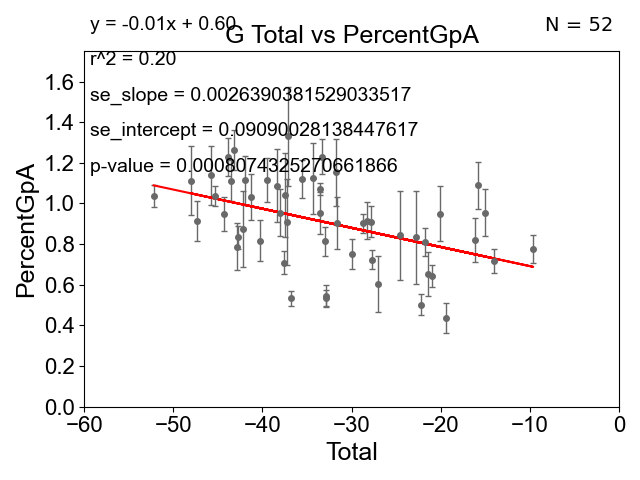 y = -0.01x + 0.60
G Total vs PercentGpA
N = 52
r^2 = 0.20
se_slope = 0.0026390381529033517
se_intercept = 0.09090028138447617
p-value = 0.0008074325270661866
PercentGpA
1.6
1.4
1.2
1.0
0.8
0.6
0.4
0.2
0.0
−60 −50 −40 −30 −20 −10 0
Total